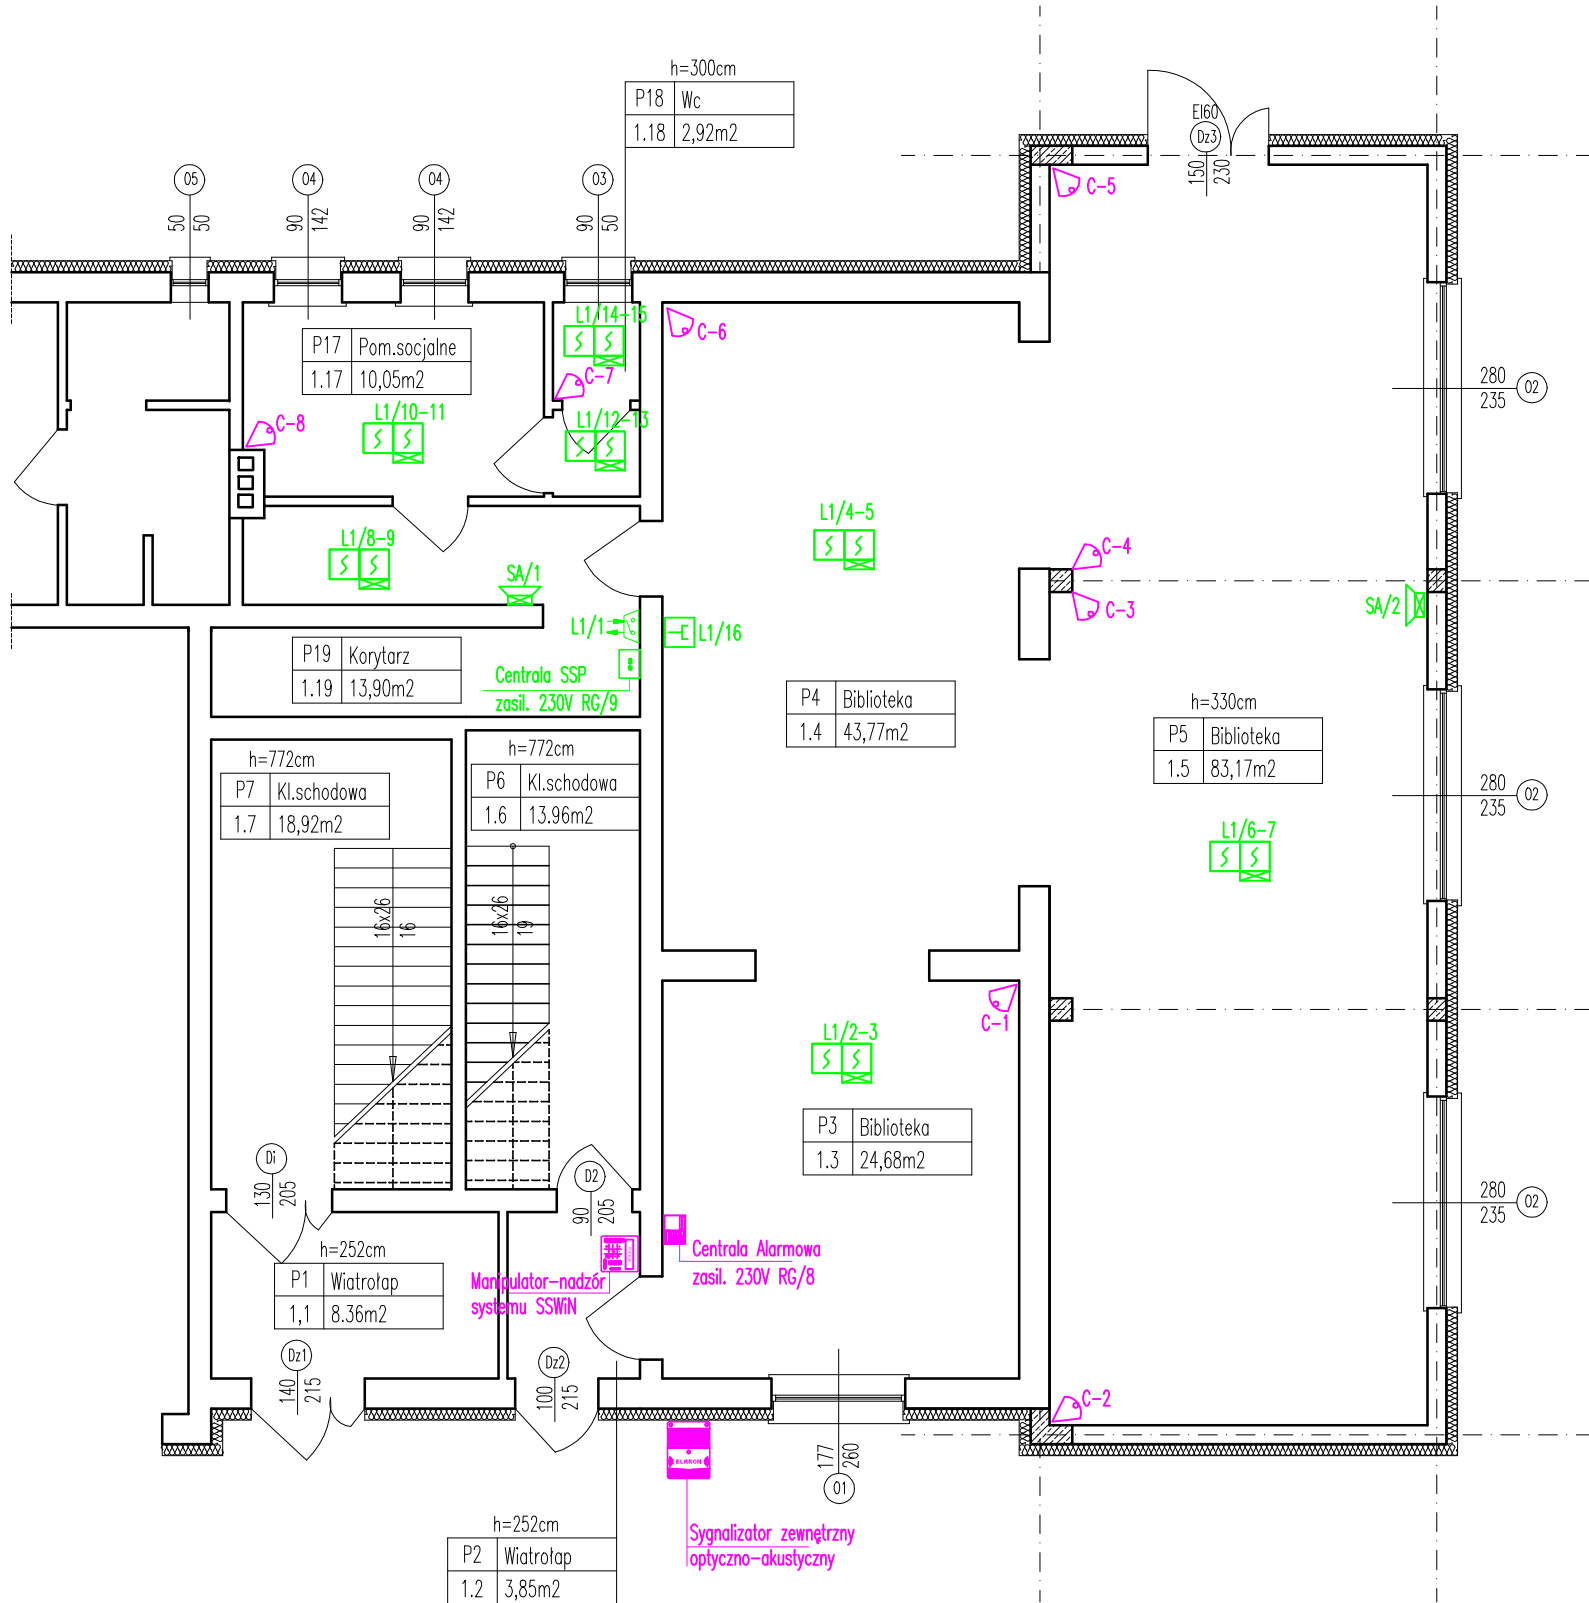 h=300cm
P18 Wc
1.18 2,92m2
EI60
Dz3
150
230
C-5
05
50
50
04
90
142
04
90
142
03
90
50
L1/14-15
C-6
P17 Pom.socjalne
1.17 10,05m2
C-7
L1/10-11
L1/12-13
C-8
280
235
02
L1/4-5
L1/8-9
C-4
SA/1
C-3
SA/2
L1/1
L1/16
P19 Korytarz
1.19 13,90m2
Centrala SSP
zasil. 230V RG/9
P4 Biblioteka
1.4 43,77m2
h=330cm
P5 Biblioteka
1.5 83,17m2
h=772cm
P7 Kl.schodowa
1.7 18,92m2
h=772cm
P6 Kl.schodowa
1.6 13.96m2
280
235
02
L1/6-7
16x26
16
16x26
19
C-1
L1/2-3
P3 Biblioteka
1.3 24,68m2
Di
130
205
D2
90
205
280
235
02
h=252cm
P1 Wiatrołap
1,1 8.36m2
Manipulator-nadzór
systemu SSWiN
Centrala Alarmowa
zasil. 230V RG/8
Dz1
140
215
Dz2
100
215
C-2
ELKRON
177
260
01
h=252cm
P2 Wiatrołap
1.2 3,85m2
Sygnalizator zewnętrzny
optyczno-akustyczny